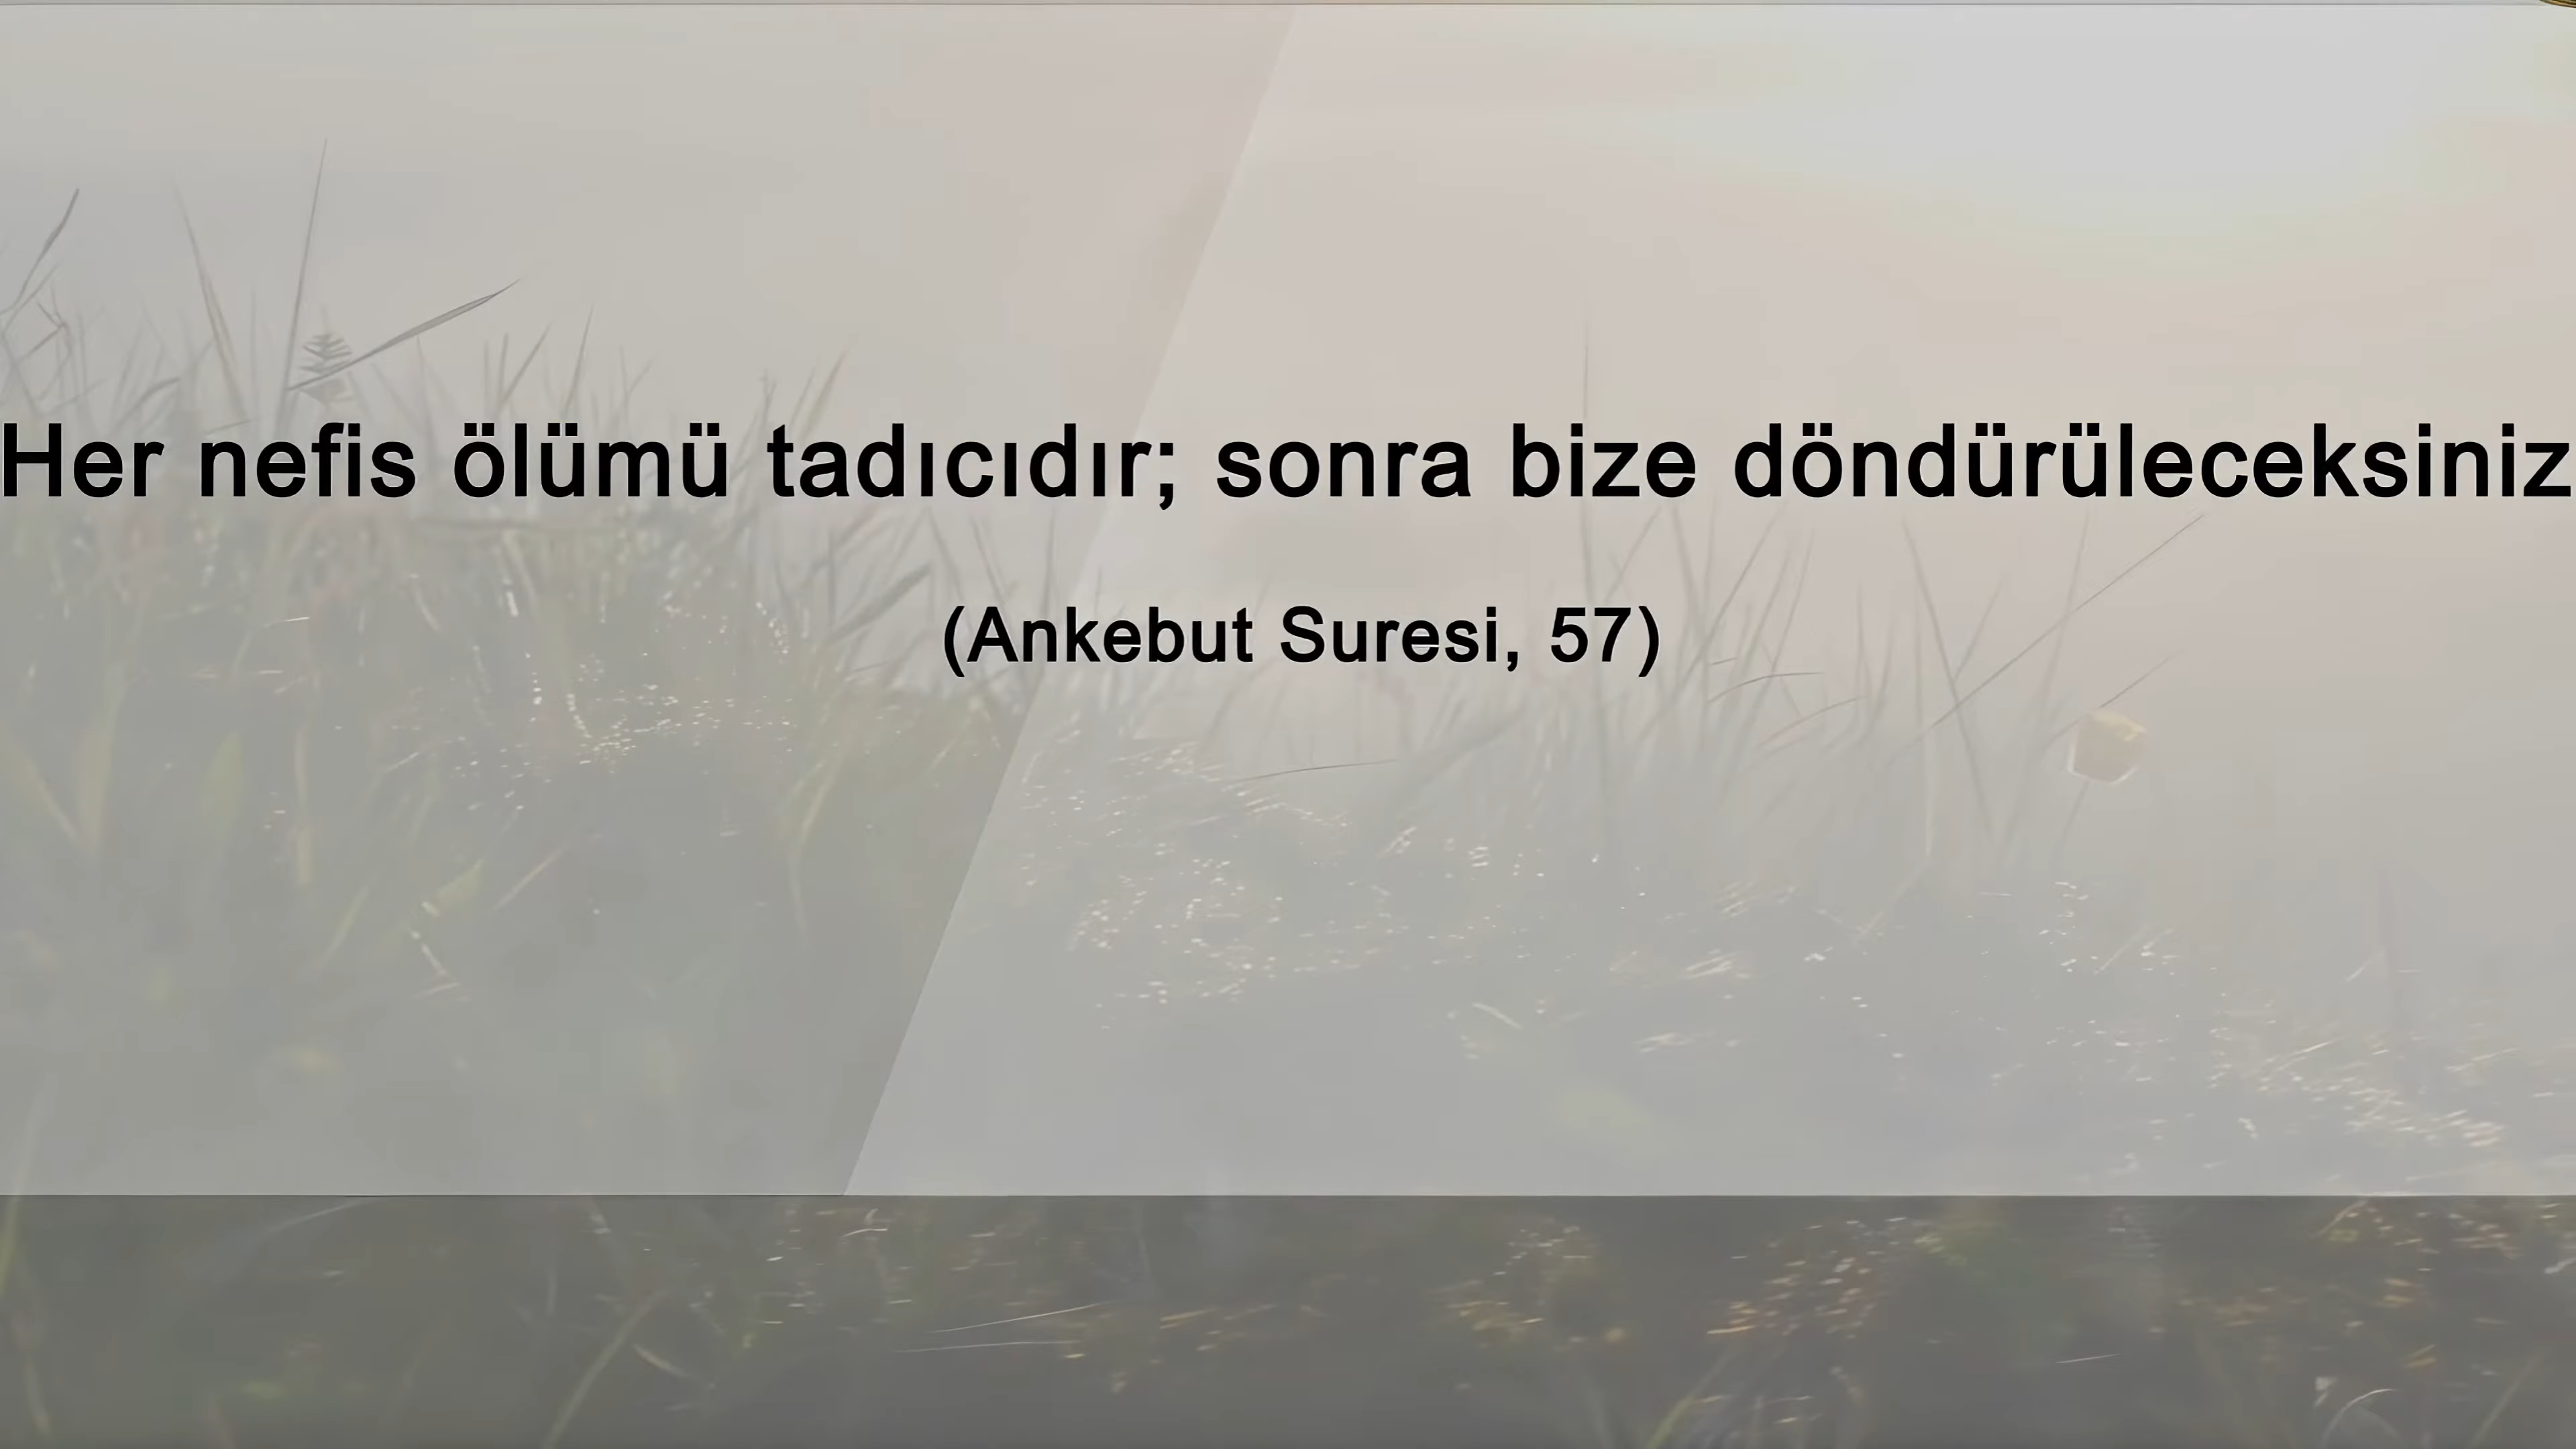 Her nefis ölümü tadıcıdır; sonra bize döndürüleceksiniz
(Ankebut Suresi, 57)